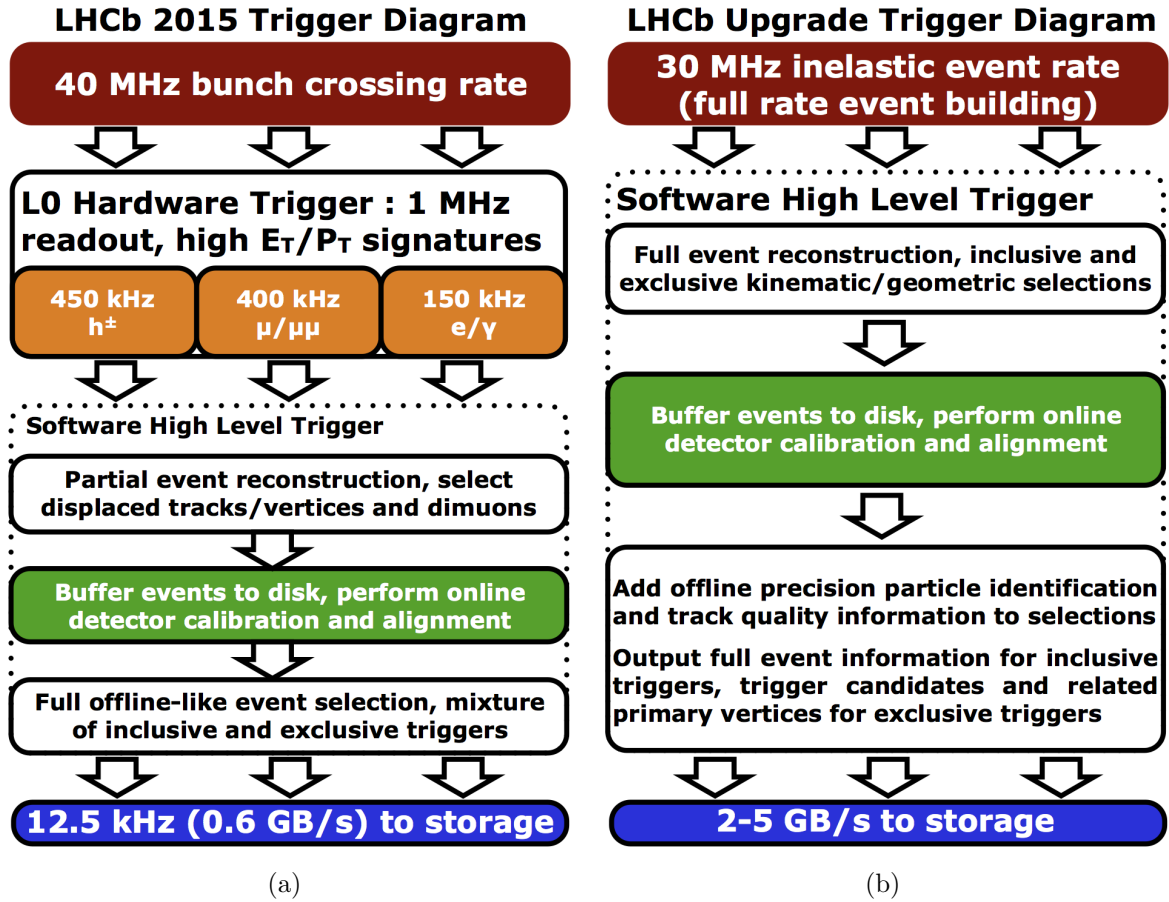 LHCb 2015 Trigger Diagram
40 MHz bunch crossing rate
L0 Hardware Trigger : 1 MHz
readout, high E_T/P_T signatures
450 kHz
h±
400 kHz
μ/μμ
150 kHz
e/γ
Software High Level Trigger
Partial event reconstruction, select
displaced tracks/vertices and dimuons
Buffer events to disk, perform online
detector calibration and alignment
Full offline-like event selection, mixture
of inclusive and exclusive triggers
12.5 kHz (0.6 GB/s) to storage
(a)
LHCb Upgrade Trigger Diagram
30 MHz inelastic event rate
(full rate event building)
Software High Level Trigger
Full event reconstruction, inclusive and
exclusive kinematic/geometric selections
Buffer events to disk, perform online
detector calibration and alignment
Add offline precision particle identification
and track quality information to selections
Output full event information for inclusive
triggers, trigger candidates and related
primary vertices for exclusive triggers
2-5 GB/s to storage
(b)